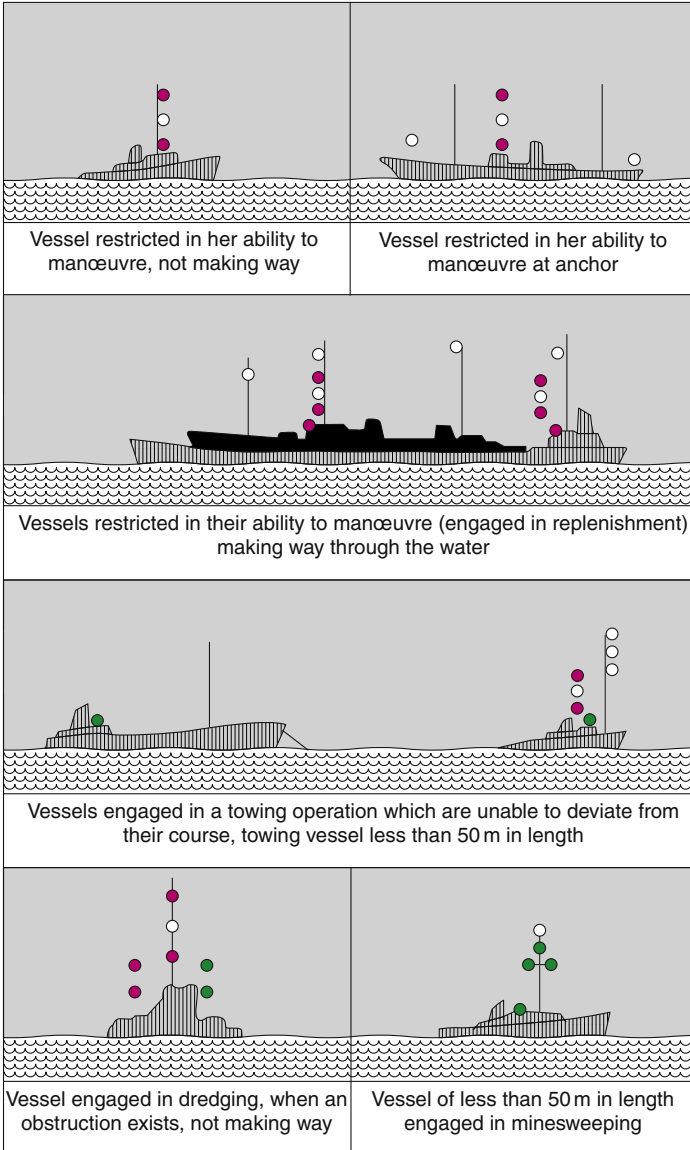 Vessel restricted in her ability to
manœuvre, not making way
Vessel restricted in her ability to
manœuvre at anchor
Vessels restricted in their ability to manœuvre (engaged in replenishment)
making way through the water
Vessels engaged in a towing operation which are unable to deviate from
their course, towing vessel less than 50 m in length
Vessel engaged in dredging, when an
obstruction exists, not making way
Vessel of less than 50 m in length
engaged in minesweeping